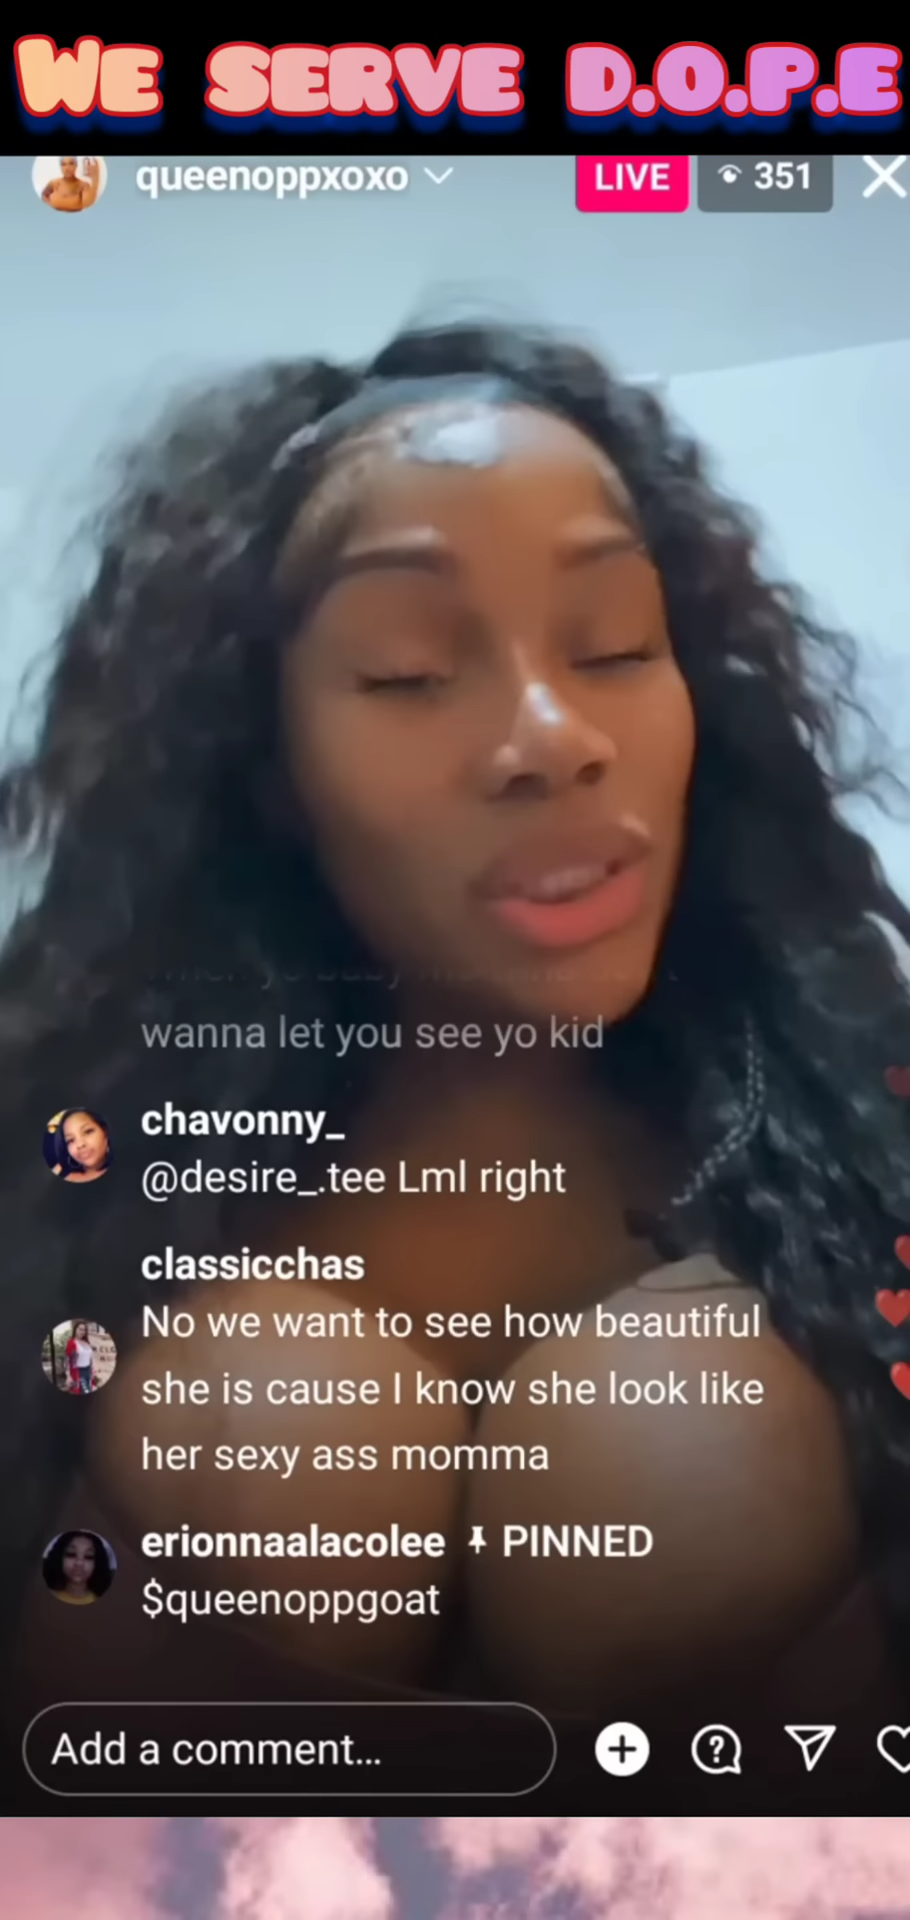 WE SERVE D.O.P.E
queenoppxoxo
LIVE 351
wanna let you see yo kid
chavonny_
@desire_.tee Lml right
classicchas
No we want to see how beautiful
she is cause I know she look like
her sexy ass momma
erionnaalacolee PINNED
$queenoppgoat
Add a comment...